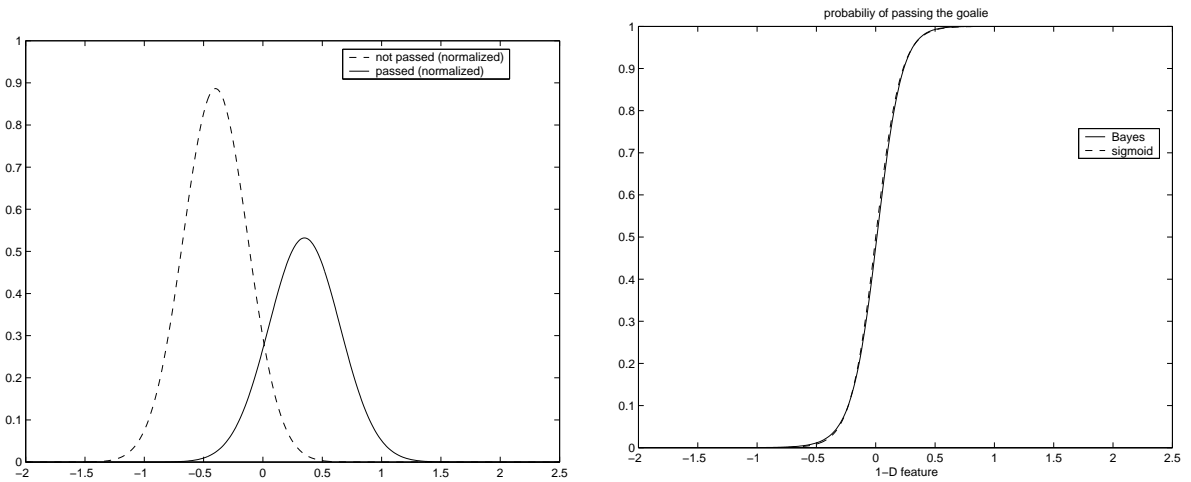 1
0.9
0.8
0.7
0.6
0.5
0.4
0.3
0.2
0.1
0
−2 −1.5 −1 −0.5 0 0.5 1 1.5 2 2.5
not passed (normalized)
passed (normalized)
probabiliy of passing the goalie
1
0.9
0.8
0.7
0.6
0.5
0.4
0.3
0.2
0.1
0
−2 −1.5 −1 −0.5 0 0.5 1 1.5 2 2.5
1−D feature
Bayes
sigmoid